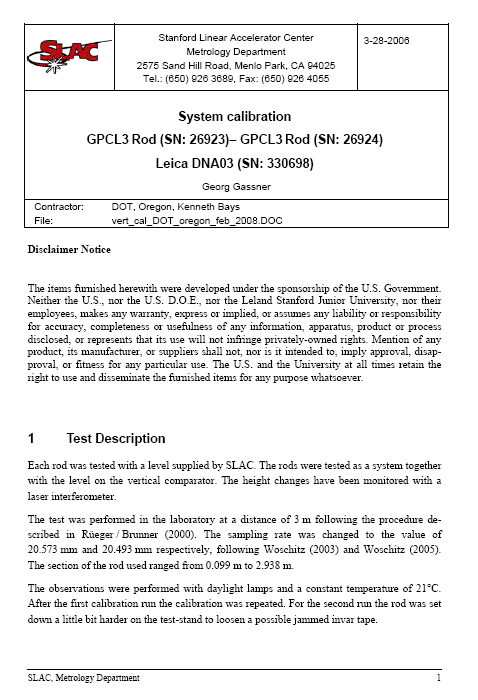 SLAC
Stanford Linear Accelerator Center
Metrology Department
2575 Sand Hill Road, Menlo Park, CA 94025
Tel.: (650) 926 3689, Fax: (650) 926 4055
3-28-2006
System calibration
GPCL3 Rod (SN: 26923)– GPCL3 Rod (SN: 26924)
Leica DNA03 (SN: 330698)
Georg Gassner
Contractor: DOT, Oregon, Kenneth Bays
File: vert_cal_DOT_oregon_feb_2008.DOC
Disclaimer Notice
The items furnished herewith were developed under the sponsorship of the U.S. Government.
Neither the U.S., nor the U.S. D.O.E., nor the Leland Stanford Junior University, nor their
employees, makes any warranty, express or implied, or assumes any liability or responsibility
for accuracy, completeness or usefulness of any information, apparatus, product or process
disclosed, or represents that its use will not infringe privately-owned rights. Mention of any
product, its manufacturer, or suppliers shall not, nor is it intended to, imply approval, disap-
proval, or fitness for any particular use. The U.S. and the University at all times retain the
right to use and disseminate the furnished items for any purpose whatsoever.
1 Test Description
Each rod was tested with a level supplied by SLAC. The rods were tested as a system together
with the level on the vertical comparator. The height changes have been monitored with a
laser interferometer.
The test was performed in the laboratory at a distance of 3 m following the procedure de-
scribed in Rüeger / Brunner (2000). The sampling rate was changed to the value of
20.573 mm and 20.493 mm respectively, following Woschitz (2003) and Woschitz (2005).
The section of the rod used ranged from 0.099 m to 2.938 m.
The observations were performed with daylight lamps and a constant temperature of 21°C.
After the first calibration run the calibration was repeated. For the second run the rod was set
down a little bit harder on the test-stand to loosen a possible jammed invar tape.
SLAC, Metrology Department 1